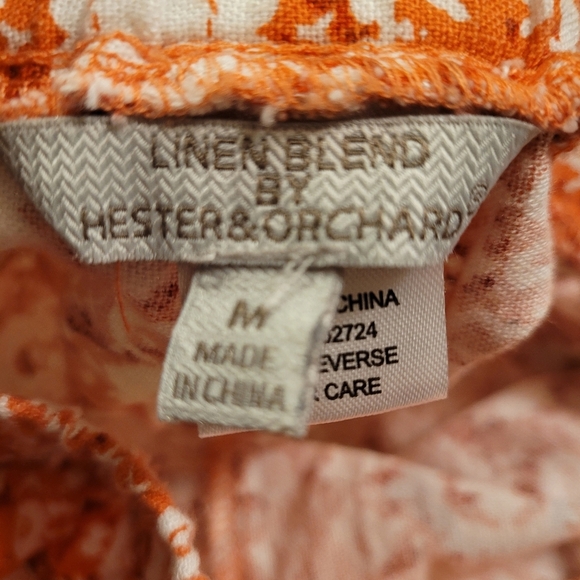 LINEN BLEND
BY
HESTER&ORCHARD®
M
MADE
IN CHINA
CHINA
2724
EVERSE
CARE